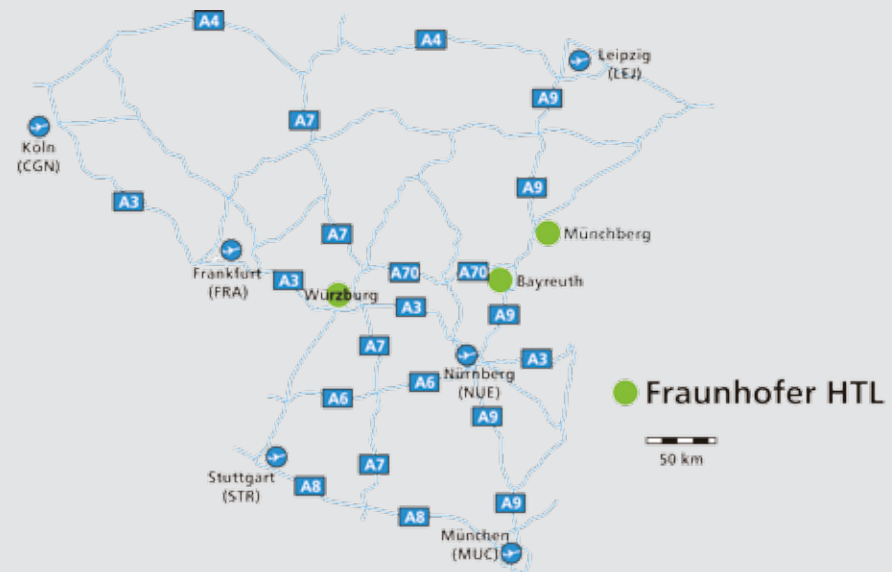 A4
A4
Leipzig
(LEJ)
A9
A7
Köln
(CGN)
A9
A3
A7
Münchberg
Frankfurt
(FRA)
A3
A70
A70
Bayreuth
Würzburg
A3
A9
A7
A3
Nürnberg
(NUE)
A6
A6
A9
Fraunhofer HTL
50 km
A7
Stuttgart
(STR)
A8
A9
A8
München
(MUC)